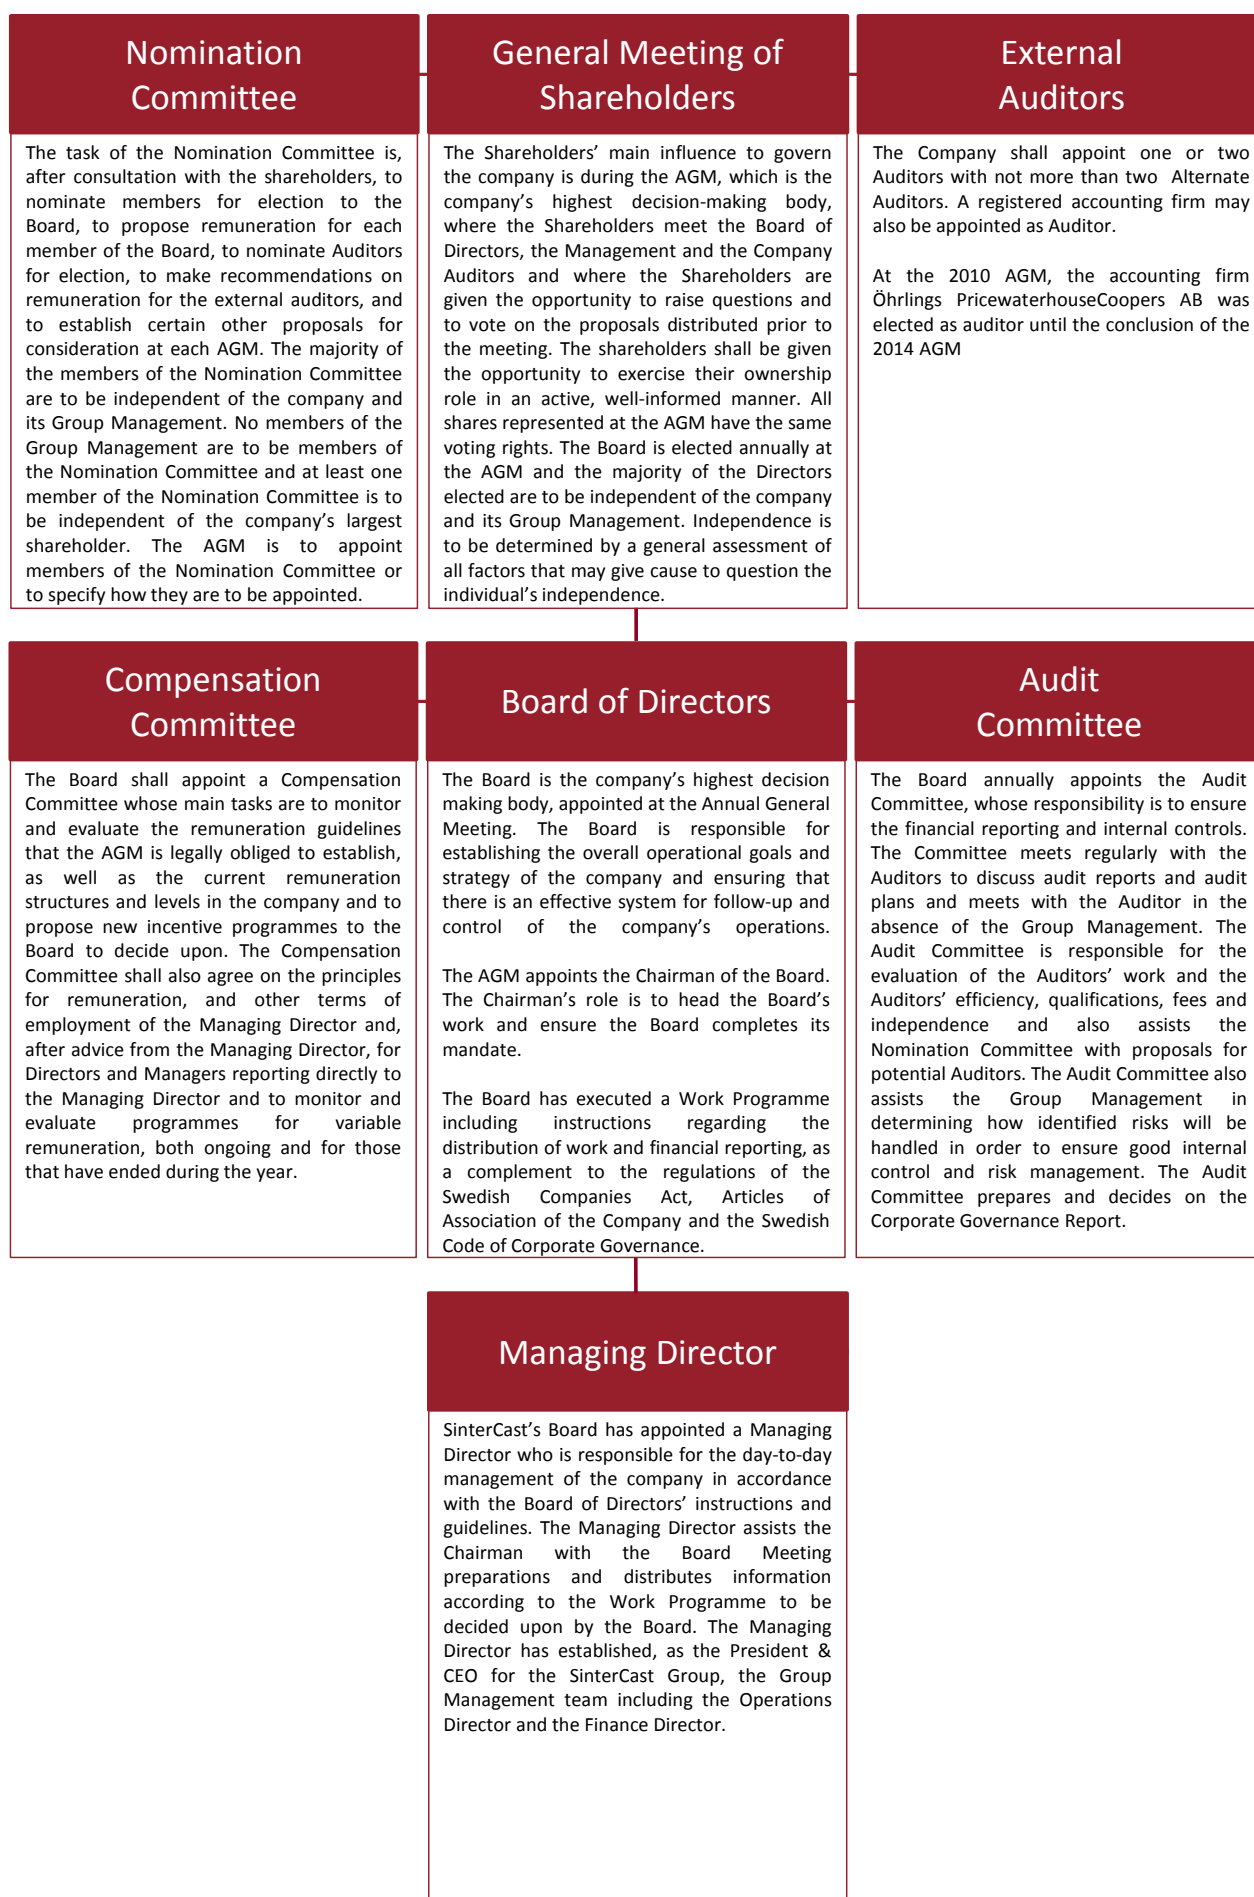 Nomination
Committee
The task of the Nomination Committee is,
after consultation with the shareholders, to
nominate members for election to the
Board, to propose remuneration for each
member of the Board, to nominate Auditors
for election, to make recommendations on
remuneration for the external auditors, and
to establish certain other proposals for
consideration at each AGM. The majority of
the members of the Nomination Committee
are to be independent of the company and
its Group Management. No members of the
Group Management are to be members of
the Nomination Committee and at least one
member of the Nomination Committee is to
be independent of the company’s largest
shareholder. The AGM is to appoint
members of the Nomination Committee or
to specify how they are to be appointed.
General Meeting of
Shareholders
The Shareholders’ main influence to govern
the company is during the AGM, which is the
company’s highest decision-making body,
where the Shareholders meet the Board of
Directors, the Management and the Company
Auditors and where the Shareholders are
given the opportunity to raise questions and
to vote on the proposals distributed prior to
the meeting. The shareholders shall be given
the opportunity to exercise their ownership
role in an active, well-informed manner. All
shares represented at the AGM have the same
voting rights. The Board is elected annually at
the AGM and the majority of the Directors
elected are to be independent of the company
and its Group Management. Independence is
to be determined by a general assessment of
all factors that may give cause to question the
individual’s independence.
External
Auditors
The Company shall appoint one or two
Auditors with not more than two Alternate
Auditors. A registered accounting firm may
also be appointed as Auditor.
At the 2010 AGM, the accounting firm
Öhrlings PricewaterhouseCoopers AB was
elected as auditor until the conclusion of the
2014 AGM
Compensation
Committee
The Board shall appoint a Compensation
Committee whose main tasks are to monitor
and evaluate the remuneration guidelines
that the AGM is legally obliged to establish,
as well as the current remuneration
structures and levels in the company and to
propose new incentive programmes to the
Board to decide upon. The Compensation
Committee shall also agree on the principles
for remuneration, and other terms of
employment of the Managing Director and,
after advice from the Managing Director, for
Directors and Managers reporting directly to
the Managing Director and to monitor and
evaluate programmes for variable
remuneration, both ongoing and for those
that have ended during the year.
Board of Directors
The Board is the company’s highest decision
making body, appointed at the Annual General
Meeting. The Board is responsible for
establishing the overall operational goals and
strategy of the company and ensuring that
there is an effective system for follow-up and
control of the company’s operations.
The AGM appoints the Chairman of the Board.
The Chairman’s role is to head the Board’s
work and ensure the Board completes its
mandate.
The Board has executed a Work Programme
including instructions regarding the
distribution of work and financial reporting, as
a complement to the regulations of the
Swedish Companies Act, Articles of
Association of the Company and the Swedish
Code of Corporate Governance.
Audit
Committee
The Board annually appoints the Audit
Committee, whose responsibility is to ensure
the financial reporting and internal controls.
The Committee meets regularly with the
Auditors to discuss audit reports and audit
plans and meets with the Auditor in the
absence of the Group Management. The
Audit Committee is responsible for the
evaluation of the Auditors’ work and the
Auditors’ efficiency, qualifications, fees and
independence and also assists the
Nomination Committee with proposals for
potential Auditors. The Audit Committee also
assists the Group Management in
determining how identified risks will be
handled in order to ensure good internal
control and risk management. The Audit
Committee prepares and decides on the
Corporate Governance Report.
Managing Director
SinterCast’s Board has appointed a Managing
Director who is responsible for the day-to-day
management of the company in accordance
with the Board of Directors’ instructions and
guidelines. The Managing Director assists the
Chairman with the Board Meeting
preparations and distributes information
according to the Work Programme to be
decided upon by the Board. The Managing
Director has established, as the President &
CEO for the SinterCast Group, the Group
Management team including the Operations
Director and the Finance Director.